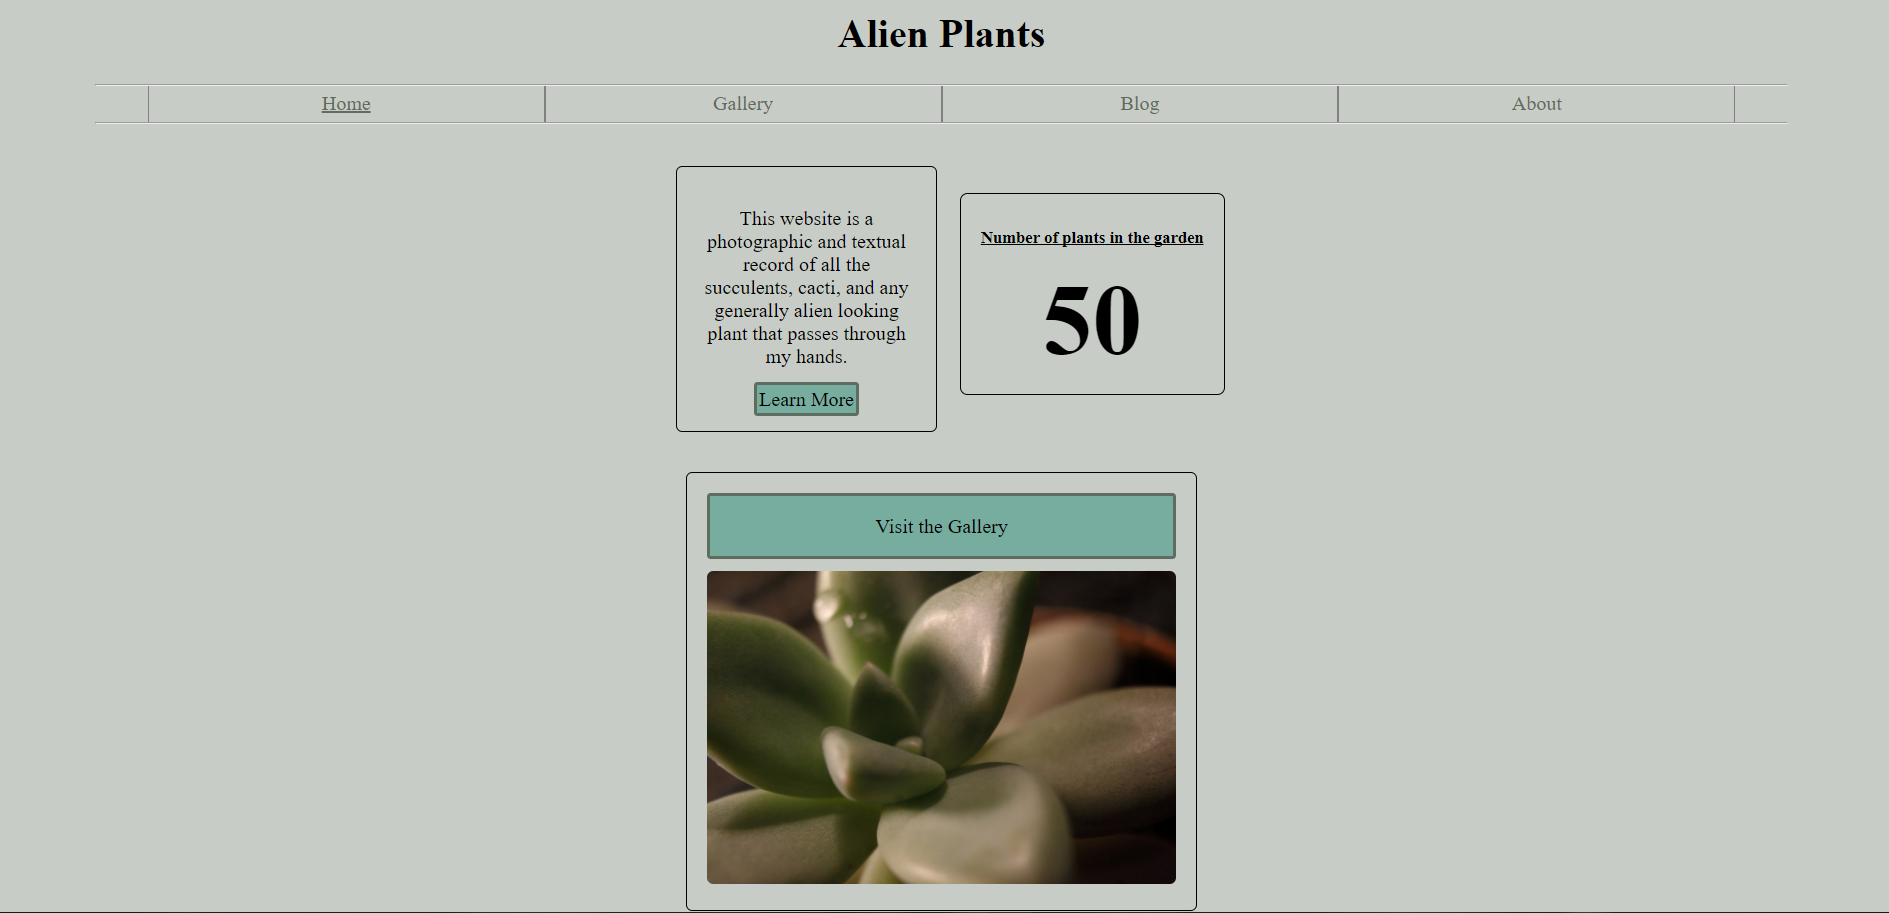 Alien Plants
Home Gallery Blog About
This website is a
photographic and textual
record of all the
succulents, cacti, and any
generally alien looking
plant that passes through
my hands.
Learn More
Number of plants in the garden
50
Visit the Gallery